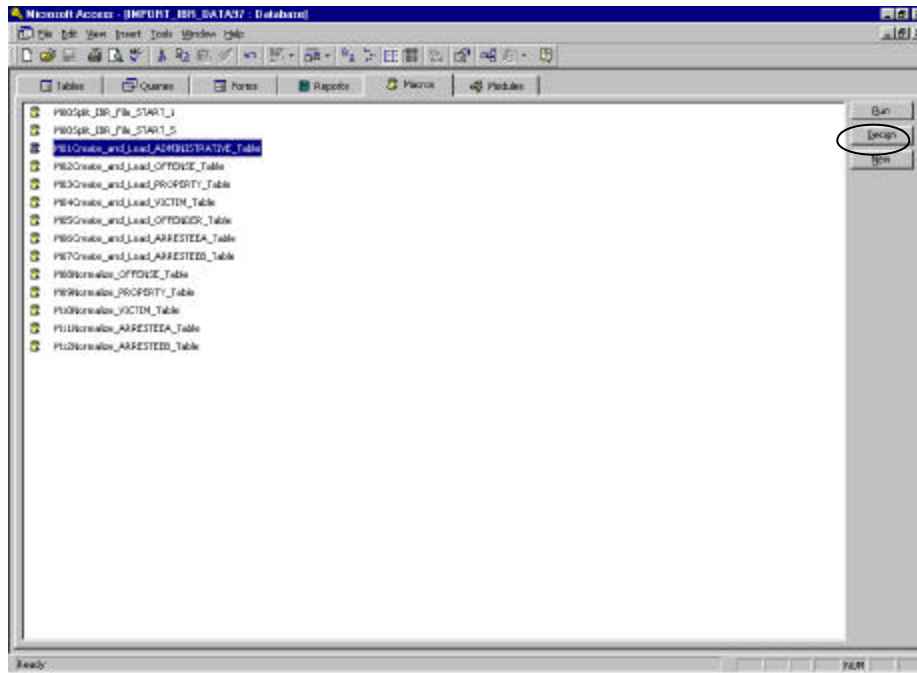 Microsoft Access - [IMPORT_IBR_DATA97 : Database]
File Edit View Insert Tools Window Help
Tables Queries Forms Reports Macros Modules
M00Split_IBR_File_START_1
M00Split_IBR_File_START_S
M01Create_and_Load_ADMINISTRATIVE_Table
M02Create_and_Load_OFFENSE_Table
M03Create_and_Load_PROPERTY_Table
M04Create_and_Load_VICTIM_Table
M05Create_and_Load_OFFENDER_Table
M06Create_and_Load_ARRESTEEA_Table
M07Create_and_Load_ARRESTEEB_Table
M08Normalize_OFFENSE_Table
M09Normalize_PROPERTY_Table
M10Normalize_VICTIM_Table
M11Normalize_ARRESTEEA_Table
M12Normalize_ARRESTEEB_Table
Run
Design
New
Ready NUM